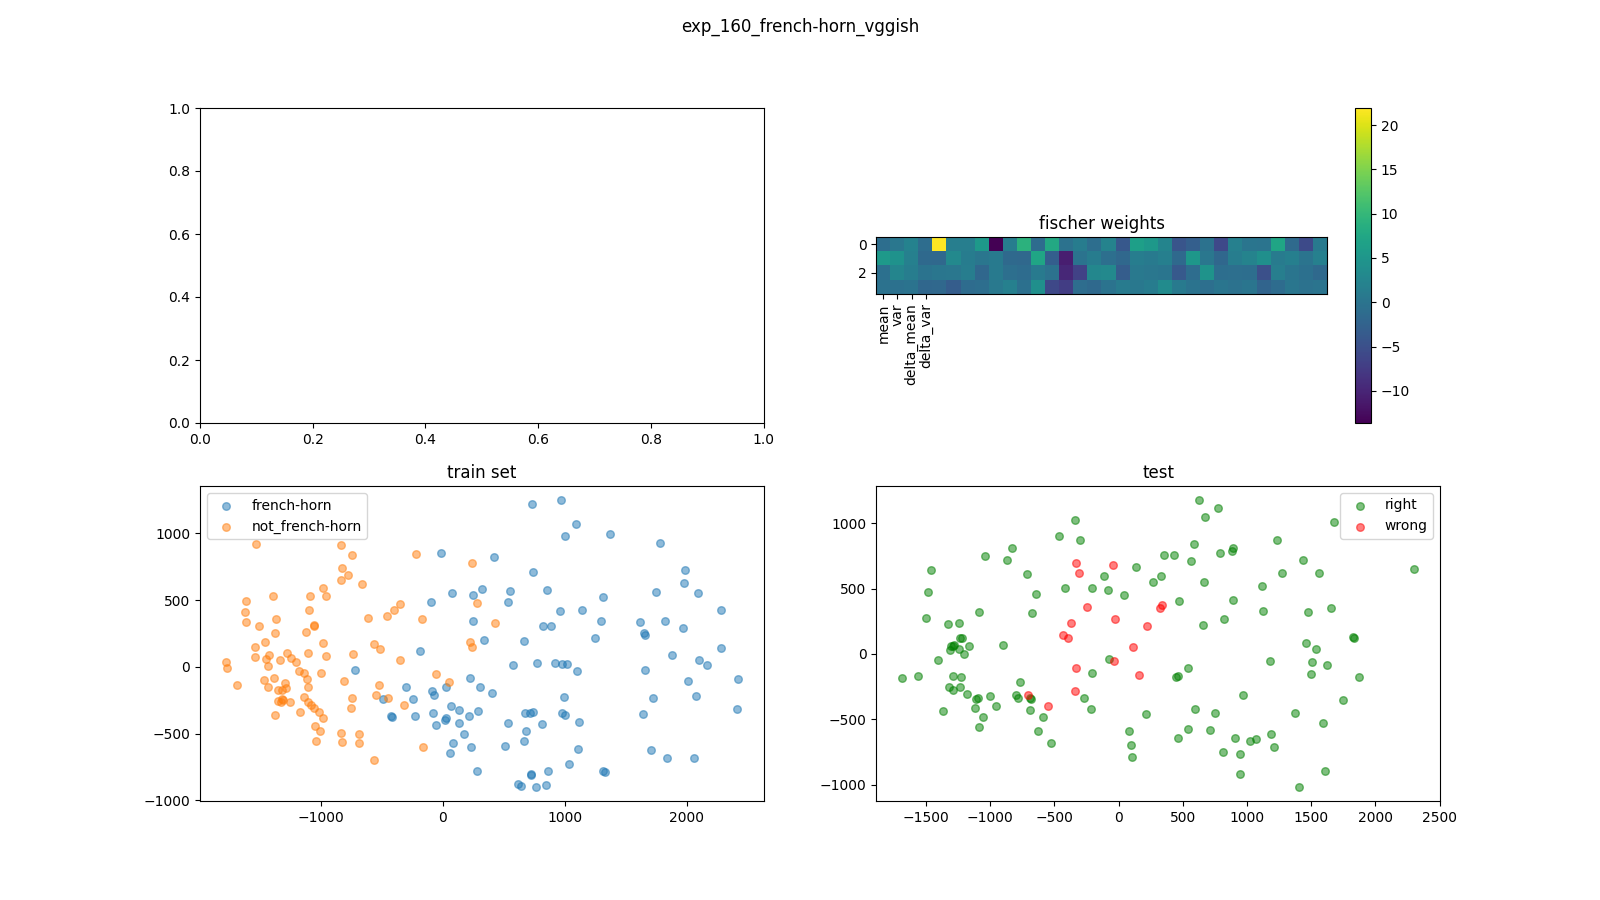 exp_160_french-horn_vggish
1.0
0.8
0.6
0.4
0.2
0.0
0.0 0.2 0.4 0.6 0.8 1.0
fischer weights
0
2
mean
var
delta_mean
delta_var
20
15
10
5
0
−5
−10
train set
french-horn
not_french-horn
1000
500
0
−500
−1000
−1000 0 1000 2000
test
right
wrong
1000
500
0
−500
−1000
−1500 −1000 −500 0 500 1000 1500 2000 2500